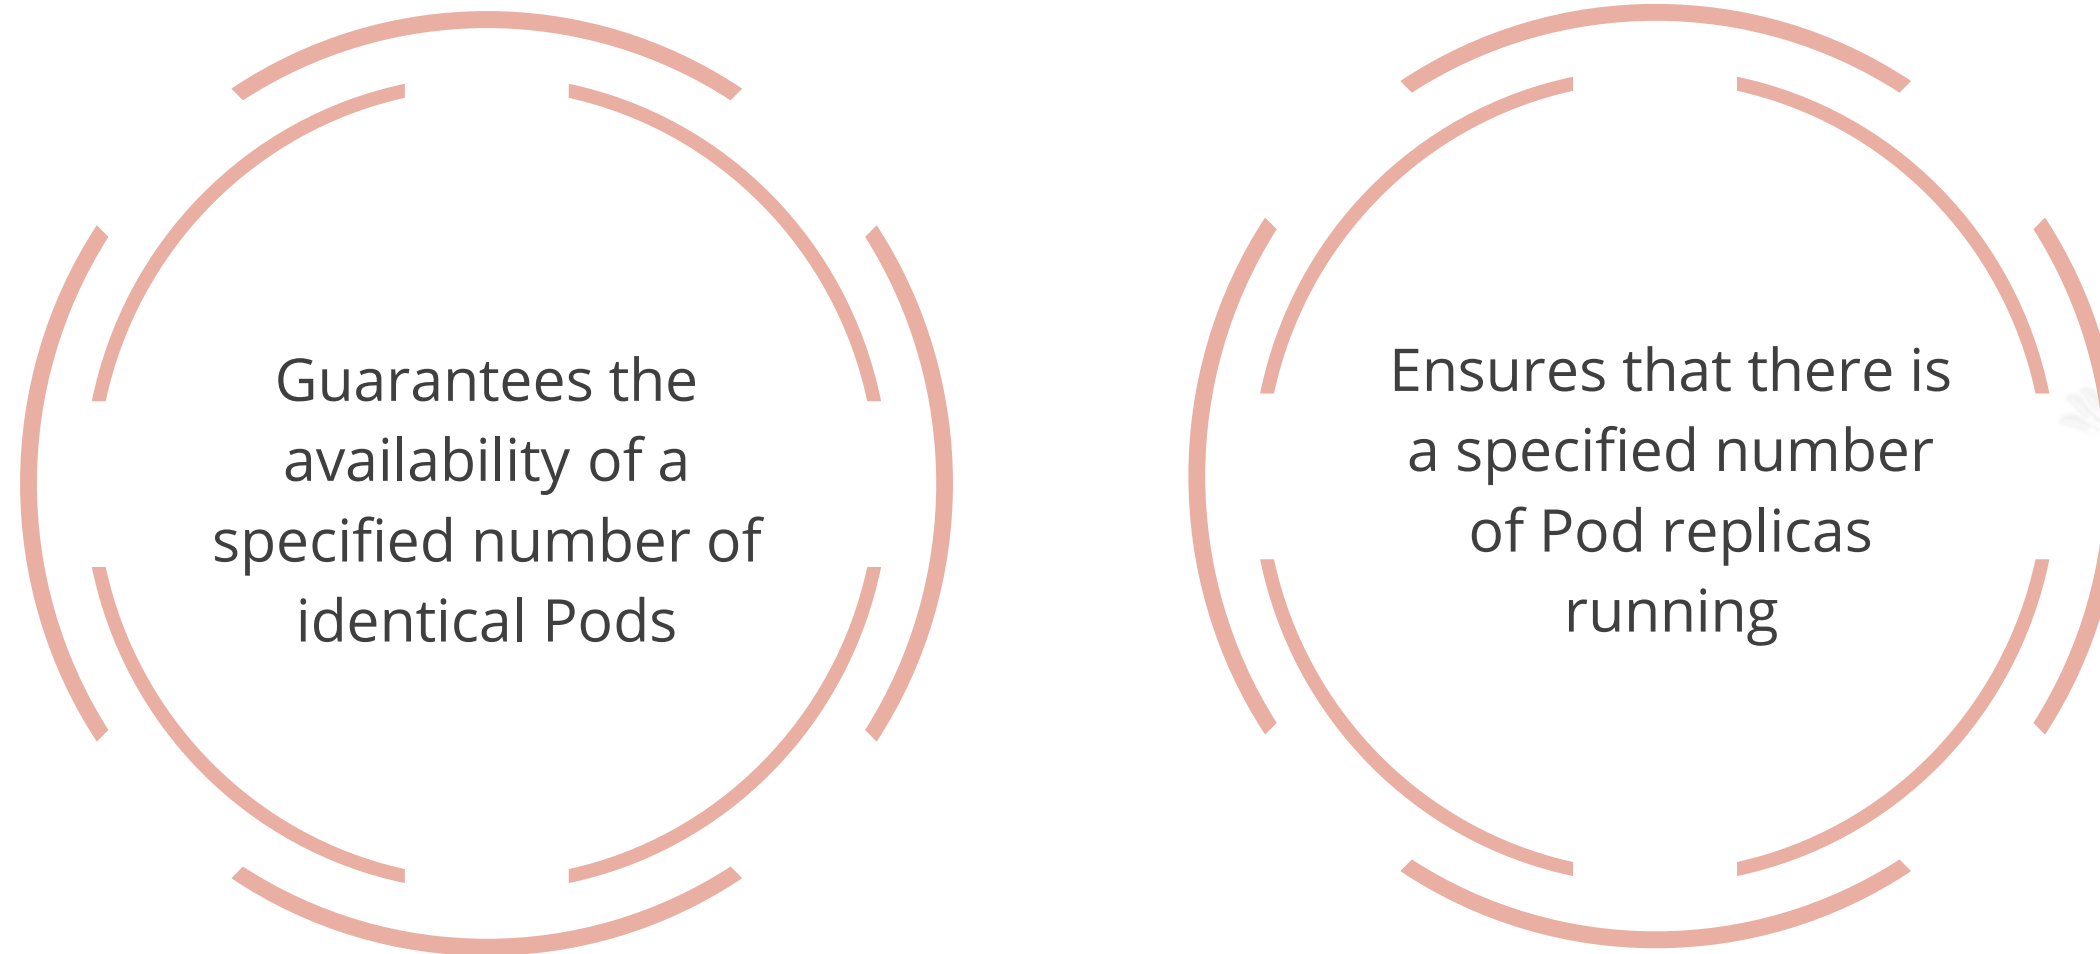 Guarantees the
availability of a
specified number of
identical Pods
Ensures that there is
a specified number
of Pod replicas
running